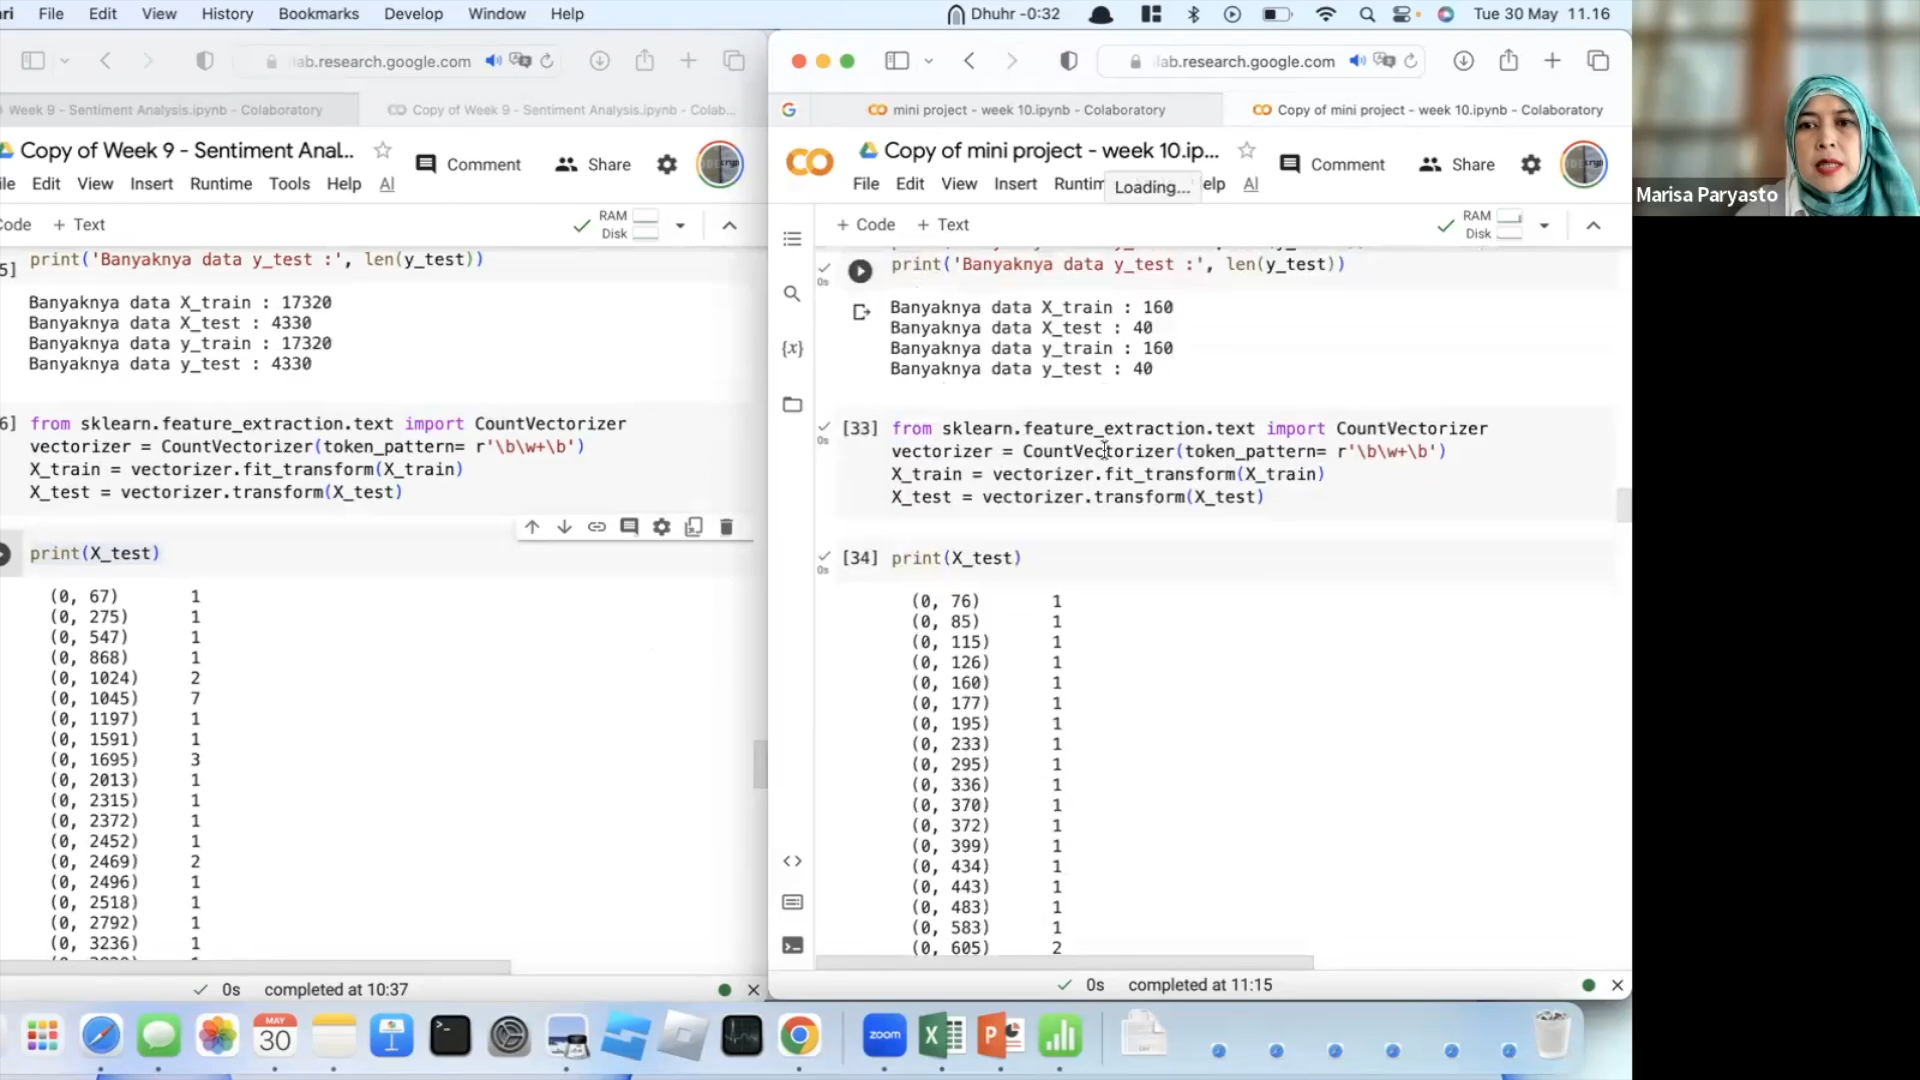 ari File Edit View History Bookmarks Develop Window Help Dhuhr -0:32 Tue 30 May 11.16
lab.research.google.com
Week 9 - Sentiment Analysis.ipynb - Colaboratory Copy of Week 9 - Sentiment Analysis.ipynb - Colab...
Copy of Week 9 - Sentiment Anal... Comment Share
ile Edit View Insert Runtime Tools Help AI
Code + Text RAM
Disk
5] print('Banyaknya data y_test :', len(y_test))
Banyaknya data X_train : 17320
Banyaknya data X_test : 4330
Banyaknya data y_train : 17320
Banyaknya data y_test : 4330
6] from sklearn.feature_extraction.text import CountVectorizer
vectorizer = CountVectorizer(token_pattern= r'\b\w+\b')
X_train = vectorizer.fit_transform(X_train)
X_test = vectorizer.transform(X_test)
print(X_test)
(0, 67) 1
(0, 275) 1
(0, 547) 1
(0, 868) 1
(0, 1024) 2
(0, 1045) 7
(0, 1197) 1
(0, 1591) 1
(0, 1695) 3
(0, 2013) 1
(0, 2315) 1
(0, 2372) 1
(0, 2452) 1
(0, 2469) 2
(0, 2496) 1
(0, 2518) 1
(0, 2792) 1
(0, 3236) 1
0s completed at 10:37
lab.research.google.com
mini project - week 10.ipynb - Colaboratory Copy of mini project - week 10.ipynb - Colaboratory
Copy of mini project - week 10.ip... Comment Share
File Edit View Insert Runtim Loading... elp AI
+ Code + Text RAM
Disk
0s print('Banyaknya data y_test :', len(y_test))
Banyaknya data X_train : 160
Banyaknya data X_test : 40
Banyaknya data y_train : 160
Banyaknya data y_test : 40
0s [33] from sklearn.feature_extraction.text import CountVectorizer
vectorizer = CountVectorizer(token_pattern= r'\b\w+\b')
X_train = vectorizer.fit_transform(X_train)
X_test = vectorizer.transform(X_test)
0s [34] print(X_test)
(0, 76) 1
(0, 85) 1
(0, 115) 1
(0, 126) 1
(0, 160) 1
(0, 177) 1
(0, 195) 1
(0, 233) 1
(0, 295) 1
(0, 336) 1
(0, 370) 1
(0, 372) 1
(0, 399) 1
(0, 434) 1
(0, 443) 1
(0, 483) 1
(0, 583) 1
(0, 605) 2
0s completed at 11:15
Marisa Paryasto
MAY
30
zoom